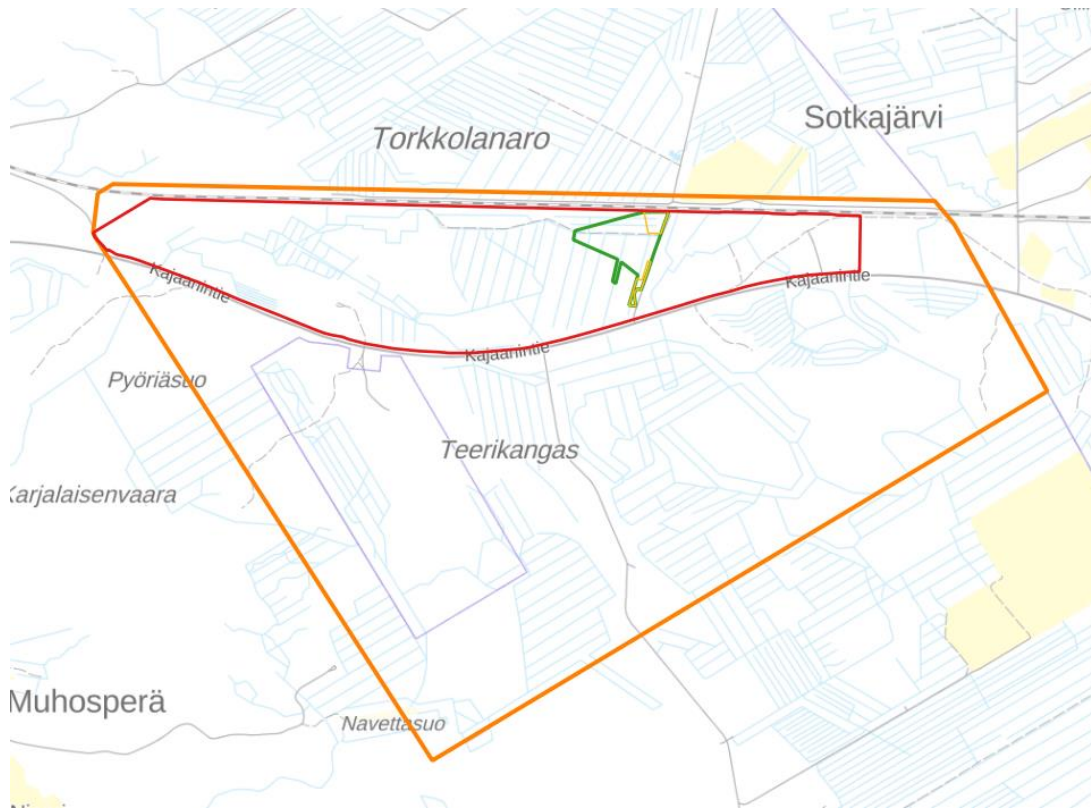 Sotkajärvi
Torkkolanaro
Kajaanintie
Kajaanintie
Kajaanintie
Pyöriäsuo
Teerikangas
Karjalaisenvaara
Muhosperä
Navettasuo